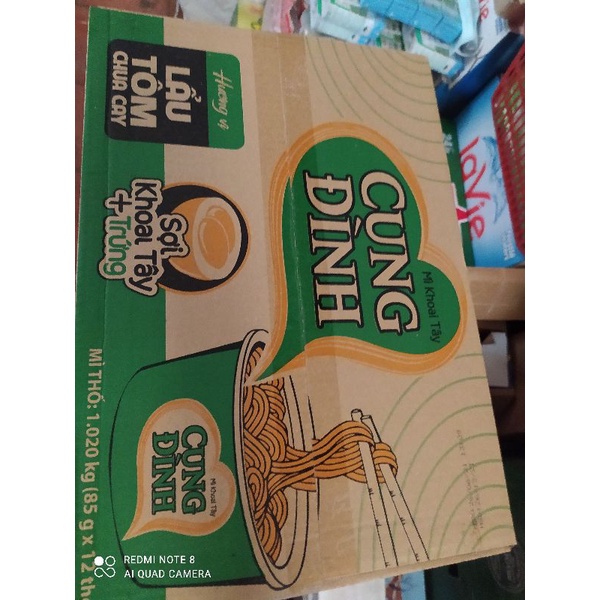 Hương vị
LẨU
TÔM
CHUA CAY
Sợi
Khoai Tây
+ Trứng
CUNG
ĐÌNH
Mì Khoai Tây
CUNG
ĐÌNH
Mì Khoai Tây
MÌ THỐ: 1.020 kg (85 g x 12
LaVie
REDMI NOTE 8
AI QUAD CAMERA